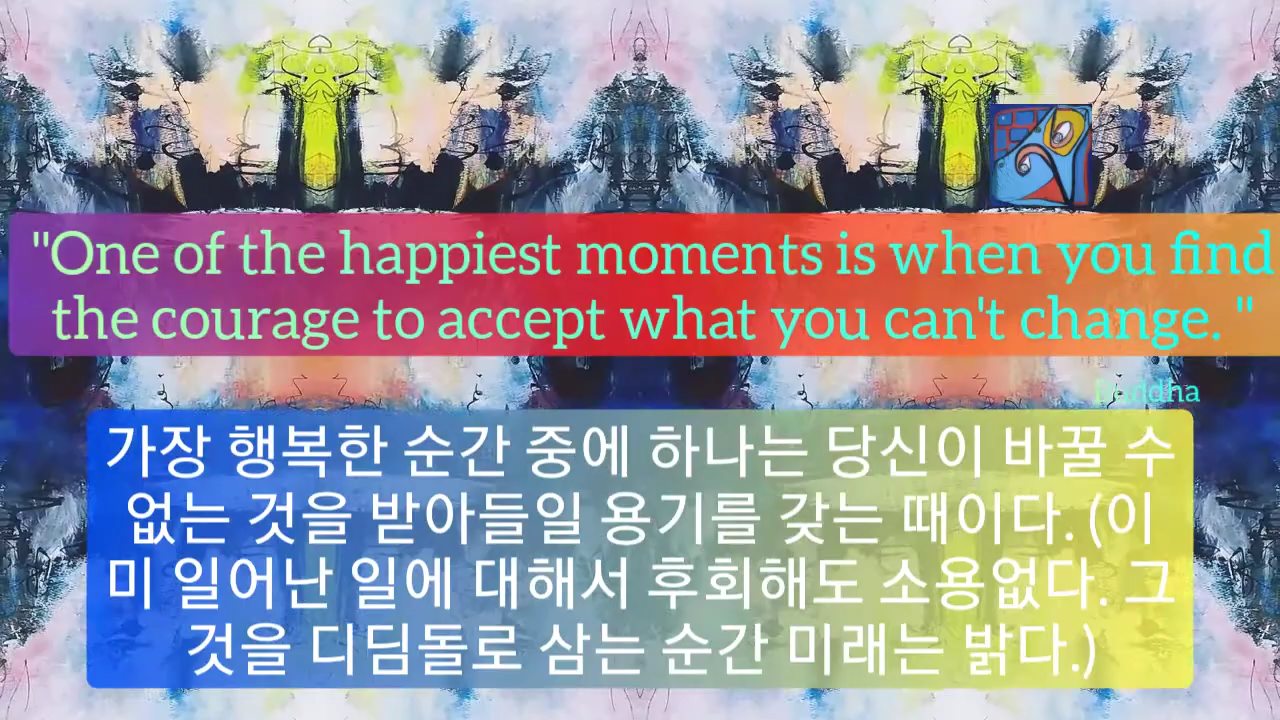 "One of the happiest moments is when you find
the courage to accept what you can't change. "
Buddha
가장 행복한 순간 중에 하나는 당신이 바꿀 수
없는 것을 받아들일 용기를 갖는 때이다. (이
미 일어난 일에 대해서 후회해도 소용없다. 그
것을 디딤돌로 삼는 순간 미래는 밝다.)